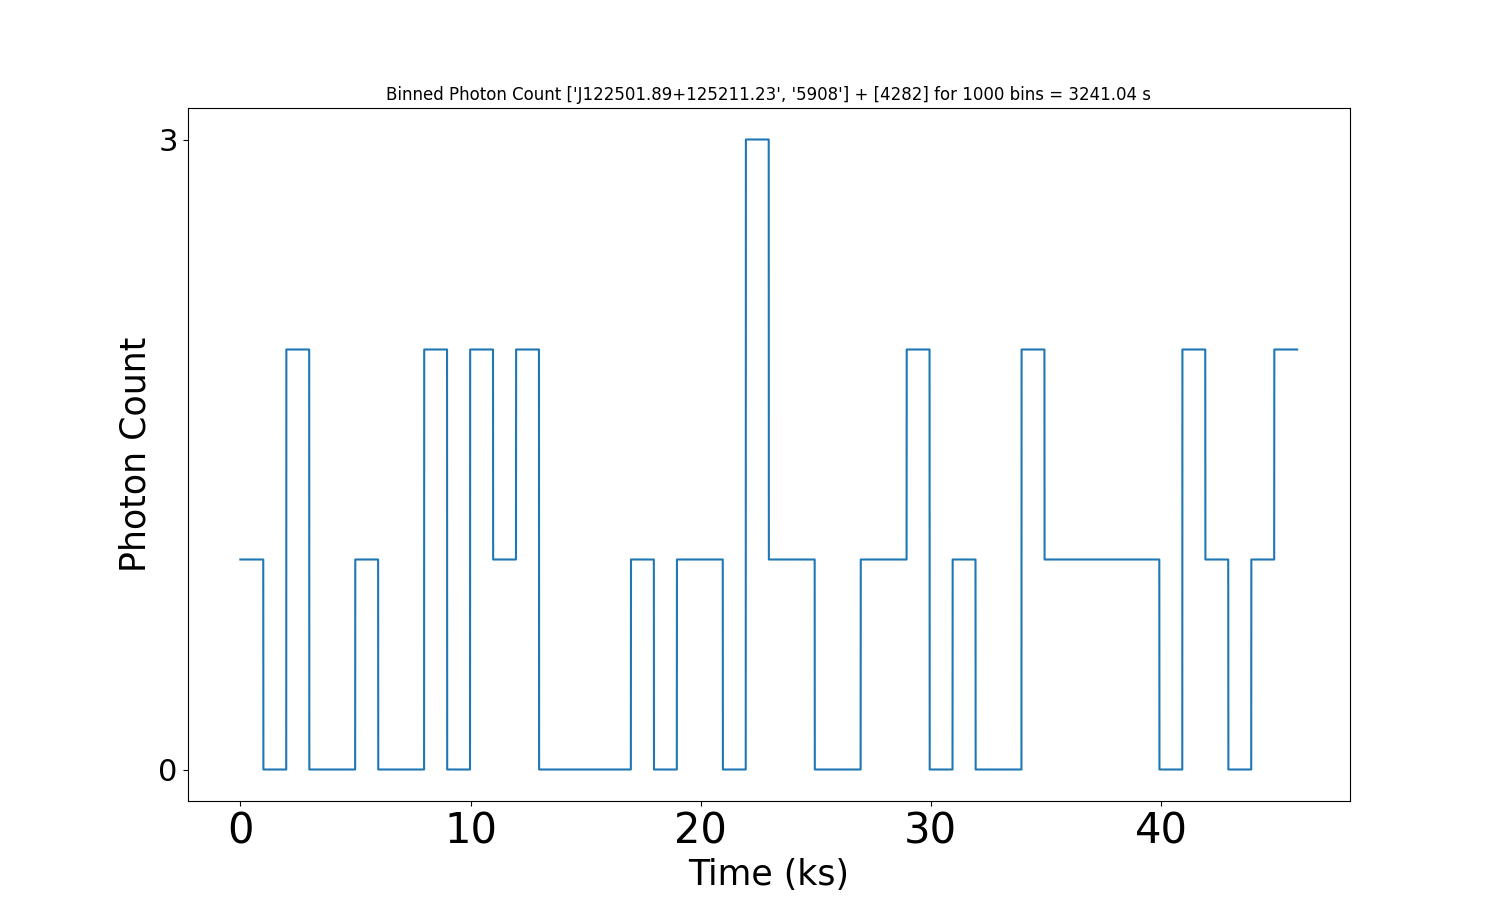 Binned Photon Count ['J122501.89+125211.23', '5908'] + [4282] for 1000 bins = 3241.04 s
3
Photon Count
0
0 10 20 30 40
Time (ks)